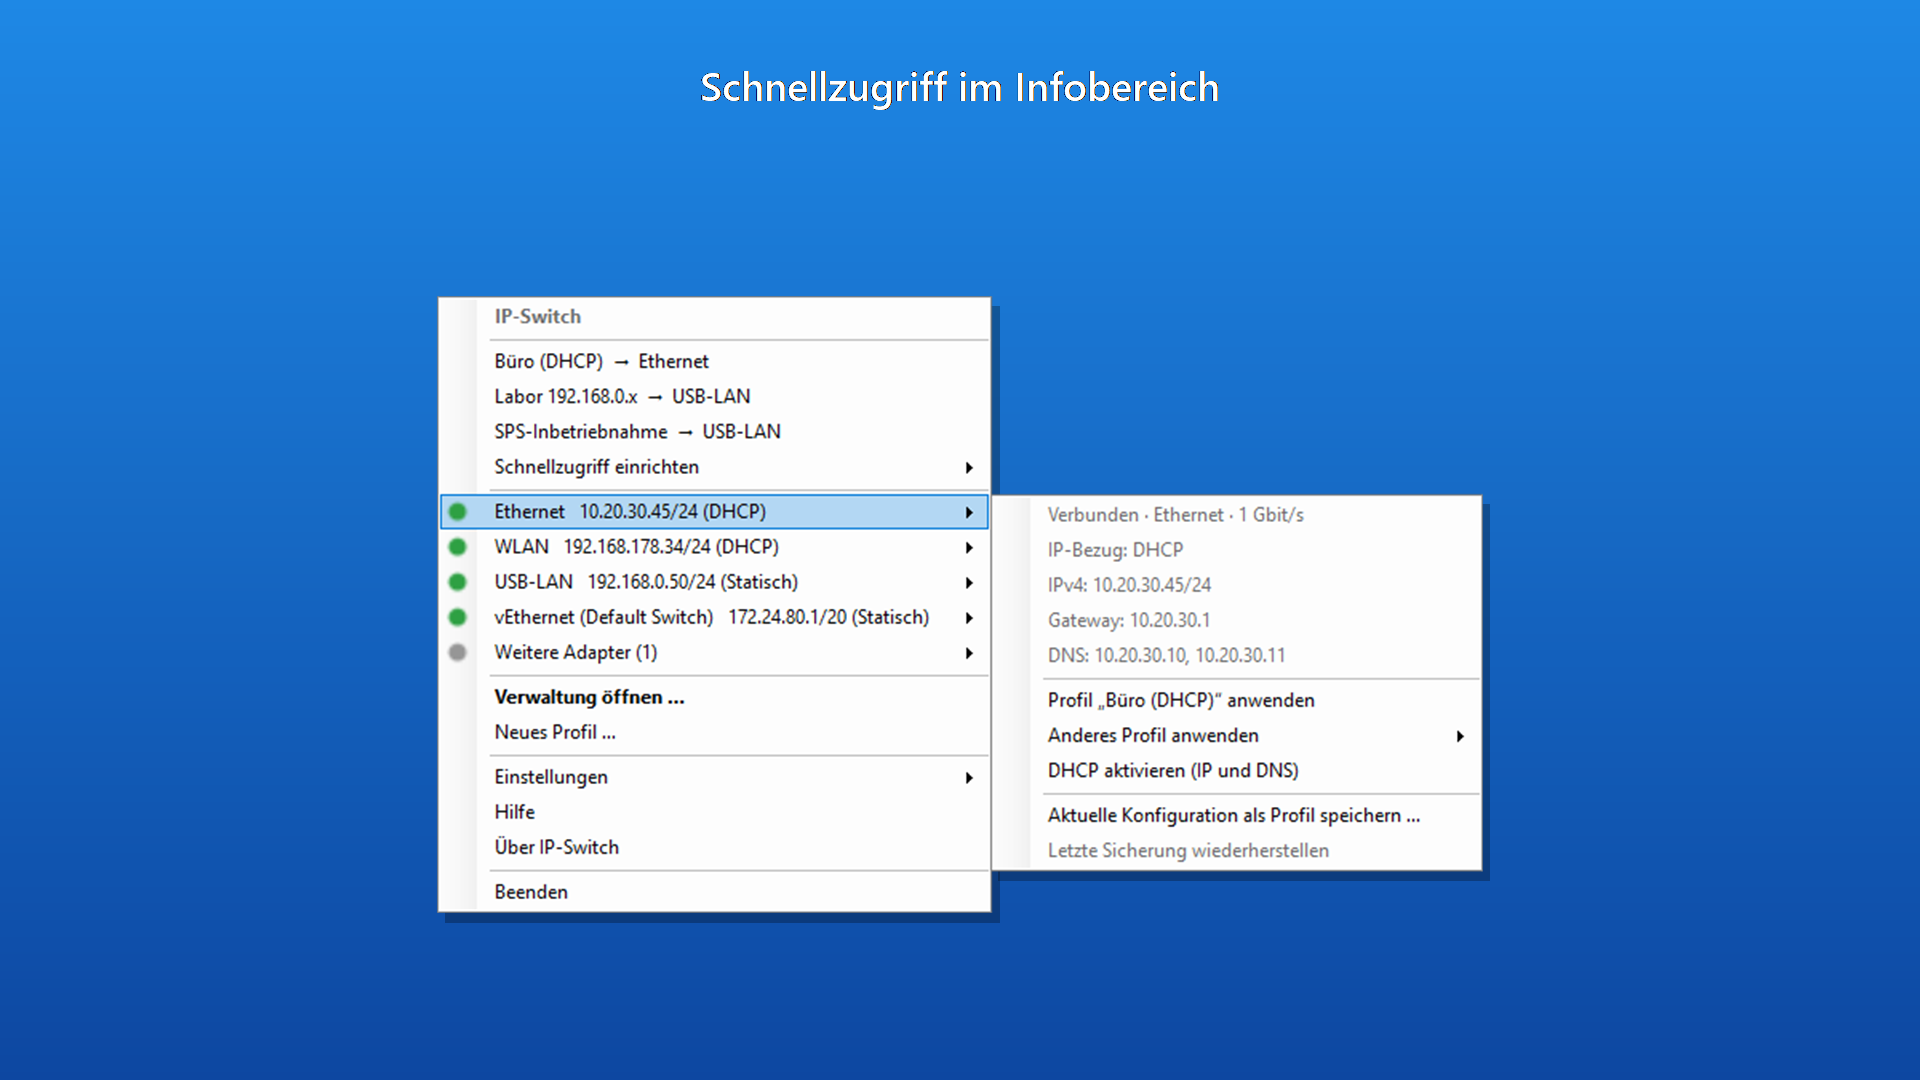 Schnellzugriff im Infobereich
IP-Switch
Büro (DHCP) → Ethernet
Labor 192.168.0.x → USB-LAN
SPS-Inbetriebnahme → USB-LAN
Schnellzugriff einrichten
Ethernet 10.20.30.45/24 (DHCP)
WLAN 192.168.178.34/24 (DHCP)
USB-LAN 192.168.0.50/24 (Statisch)
vEthernet (Default Switch) 172.24.80.1/20 (Statisch)
Weitere Adapter (1)
Verwaltung öffnen ...
Neues Profil ...
Einstellungen
Hilfe
Über IP-Switch
Beenden
Verbunden · Ethernet · 1 Gbit/s
IP-Bezug: DHCP
IPv4: 10.20.30.45/24
Gateway: 10.20.30.1
DNS: 10.20.30.10, 10.20.30.11
Profil „Büro (DHCP)“ anwenden
Anderes Profil anwenden
DHCP aktivieren (IP und DNS)
Aktuelle Konfiguration als Profil speichern ...
Letzte Sicherung wiederherstellen